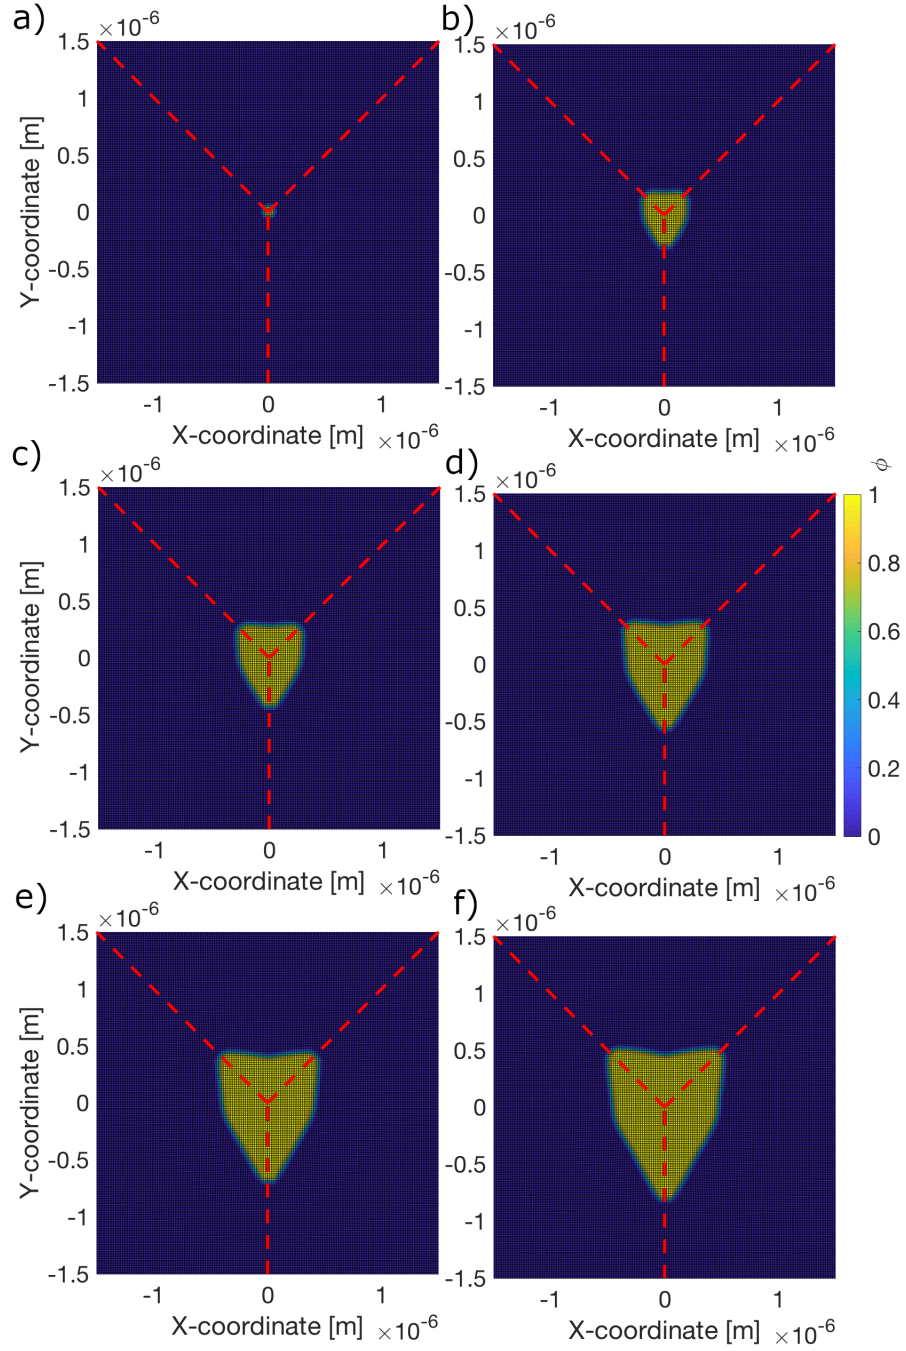 a)
×10⁻⁶
1.5
1
0.5
0
-0.5
-1
-1.5
Y-coordinate [m]
-1 0 1
X-coordinate [m] ×10⁻⁶
b)
×10⁻⁶
1.5
1
0.5
0
-0.5
-1
-1.5
-1 0 1
X-coordinate [m] ×10⁻⁶
c)
×10⁻⁶
1.5
1
0.5
0
-0.5
-1
-1.5
Y-coordinate [m]
-1 0 1
X-coordinate [m] ×10⁻⁶
d)
×10⁻⁶
1.5
1
0.5
0
-0.5
-1
-1.5
-1 0 1
X-coordinate [m] ×10⁻⁶
ϕ
1
0.8
0.6
0.4
0.2
0
e)
×10⁻⁶
1.5
1
0.5
0
-0.5
-1
-1.5
Y-coordinate [m]
-1 0 1
X-coordinate [m] ×10⁻⁶
f)
×10⁻⁶
1.5
1
0.5
0
-0.5
-1
-1.5
-1 0 1
X-coordinate [m] ×10⁻⁶